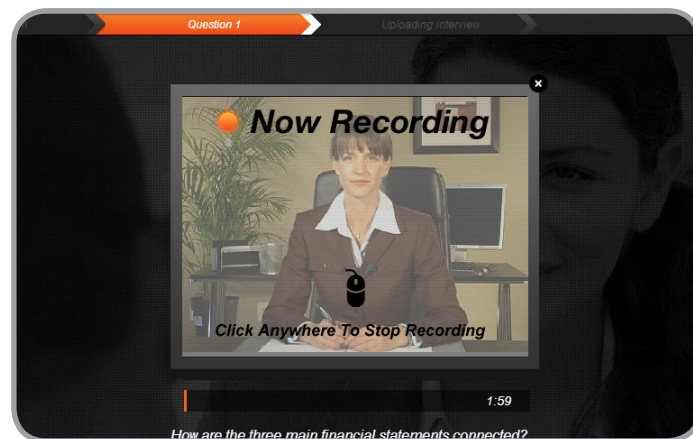 Question 1
Uploading Interview
Now Recording
Click Anywhere To Stop Recording
1:59
How are the three main financial statements connected?